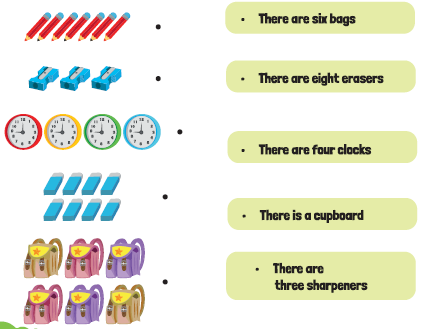 • There are six bags
• There are eight erasers
• There are four clocks
• There is a cupboard
• There are
three sharpeners